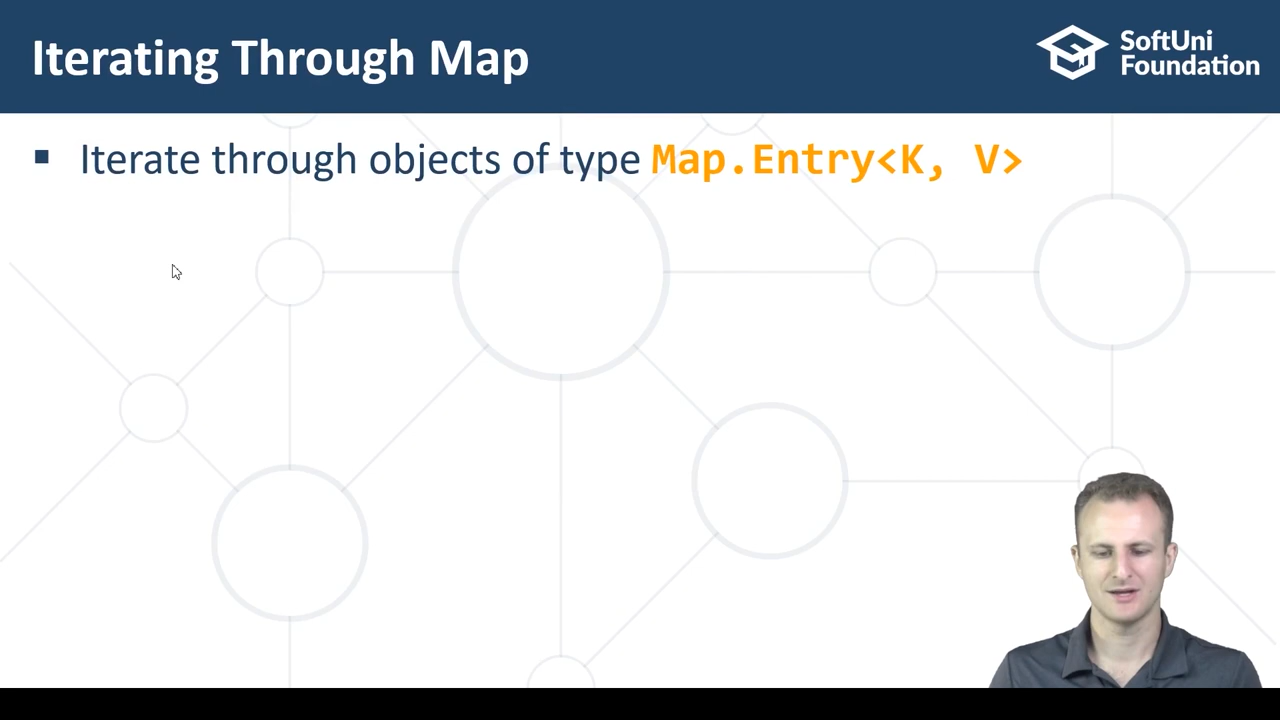 Iterating Through Map
SoftUni
Foundation
Iterate through objects of type Map.Entry<K, V>